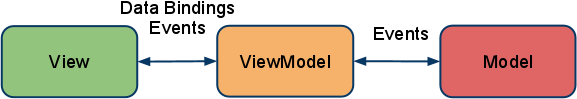 Data Bindings
Events
Events
View
ViewModel
Model